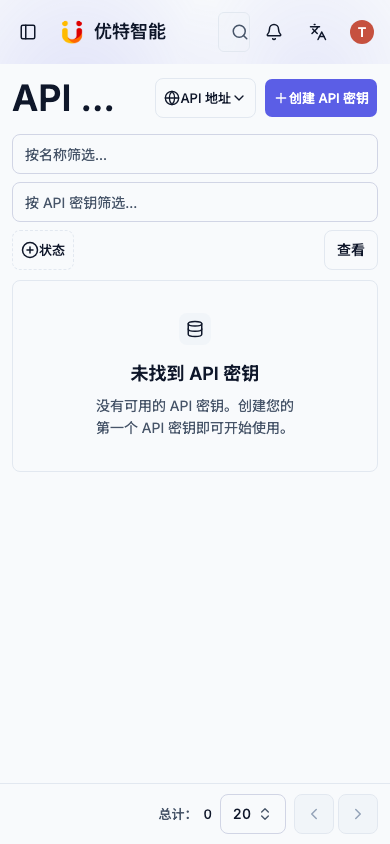 优特智能
T
API ...
API 地址
创建 API 密钥
按名称筛选...
按 API 密钥筛选...
状态
查看
未找到 API 密钥
没有可用的 API 密钥。创建您的
第一个 API 密钥即可开始使用。
总计： 0
20